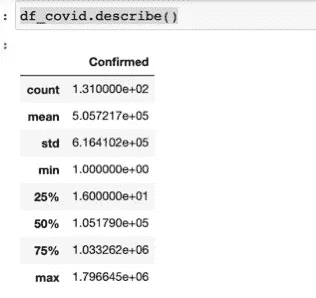 : df_covid.describe()
:
Confirmed
count 1.310000e+02
mean 5.057217e+05
std 6.164102e+05
min 1.000000e+00
25% 1.600000e+01
50% 1.051790e+05
75% 1.033262e+06
max 1.796645e+06